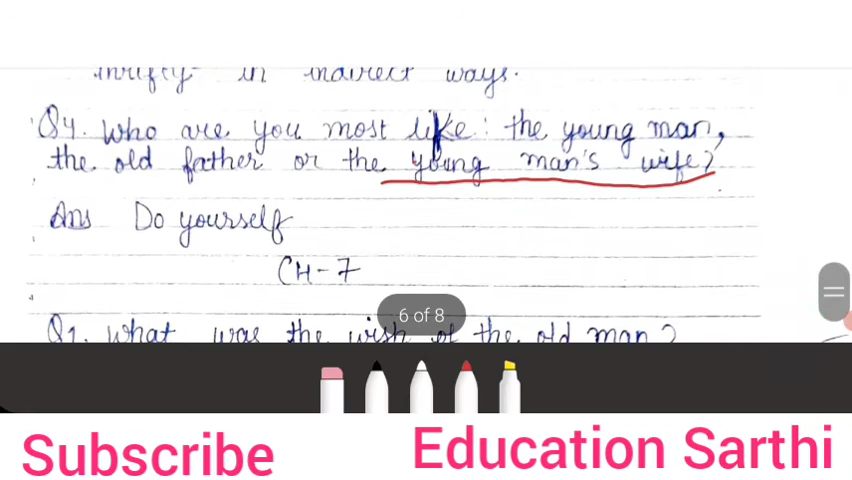 thrifty in indirect ways.
Q4. Who are you most like: the young man,
the old father or the young man's wife?
Ans Do yourself
CH-7
6 of 8
Q1. What was the wish of the old man?
Subscribe
Education Sarthi